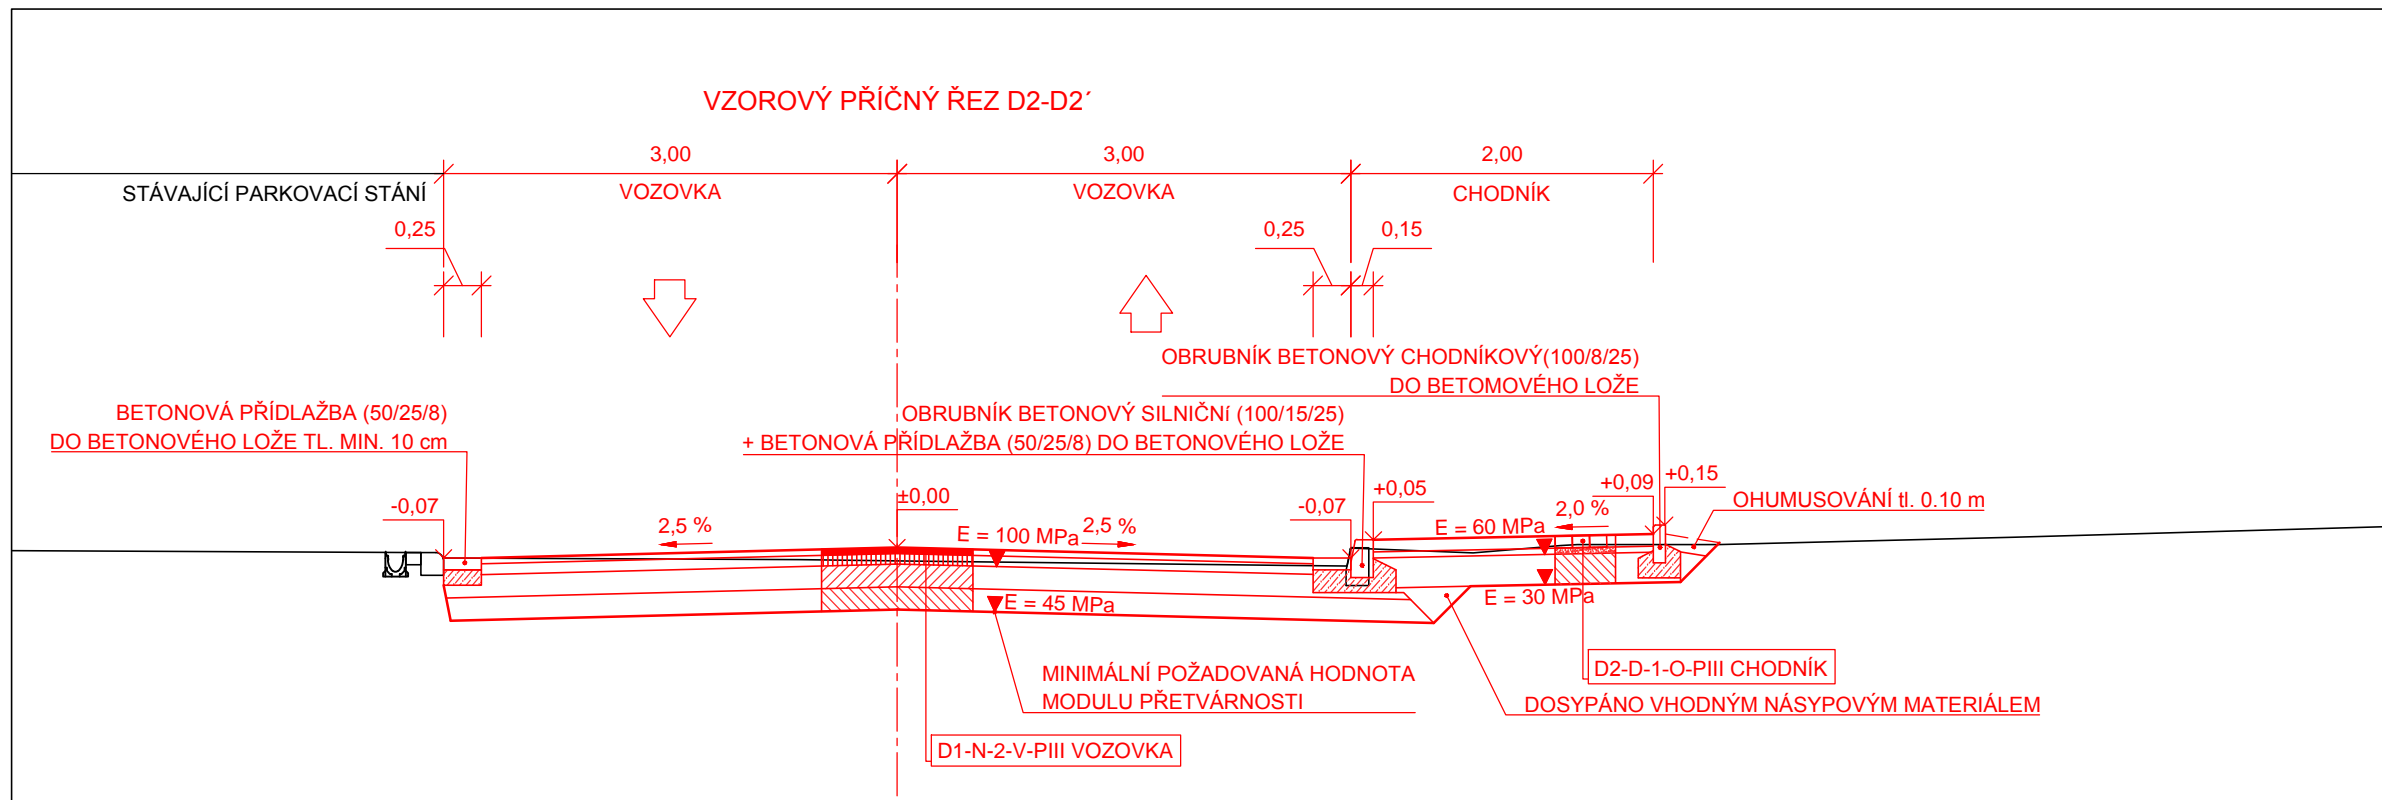 VZOROVÝ PŘÍČNÝ ŘEZ D2-D2´
3,00
3,00
2,00
STÁVAJÍCÍ PARKOVACÍ STÁNÍ
VOZOVKA
VOZOVKA
CHODNÍK
0,25
0,25
0,15
OBRUBNÍK BETONOVÝ CHODNÍKOVÝ(100/8/25)
DO BETOMOVÉHO LOŽE
BETONOVÁ PŘÍDLAŽBA (50/25/8)
DO BETONOVÉHO LOŽE TL. MIN. 10 cm
OBRUBNÍK BETONOVÝ SILNIČNí (100/15/25)
+ BETONOVÁ PŘÍDLAŽBA (50/25/8) DO BETONOVÉHO LOŽE
-0,07
±0,00
-0,07
+0,05
+0,09
+0,15
OHUMUSOVÁNÍ tl. 0.10 m
2,5 %
E = 100 MPa
2,5 %
E = 60 MPa
2,0 %
E = 45 MPa
E = 30 MPa
MINIMÁLNÍ POŽADOVANÁ HODNOTA
MODULU PŘETVÁRNOSTI
D2-D-1-O-PIII CHODNÍK
DOSYPÁNO VHODNÝM NÁSYPOVÝM MATERIÁLEM
D1-N-2-V-PIII VOZOVKA